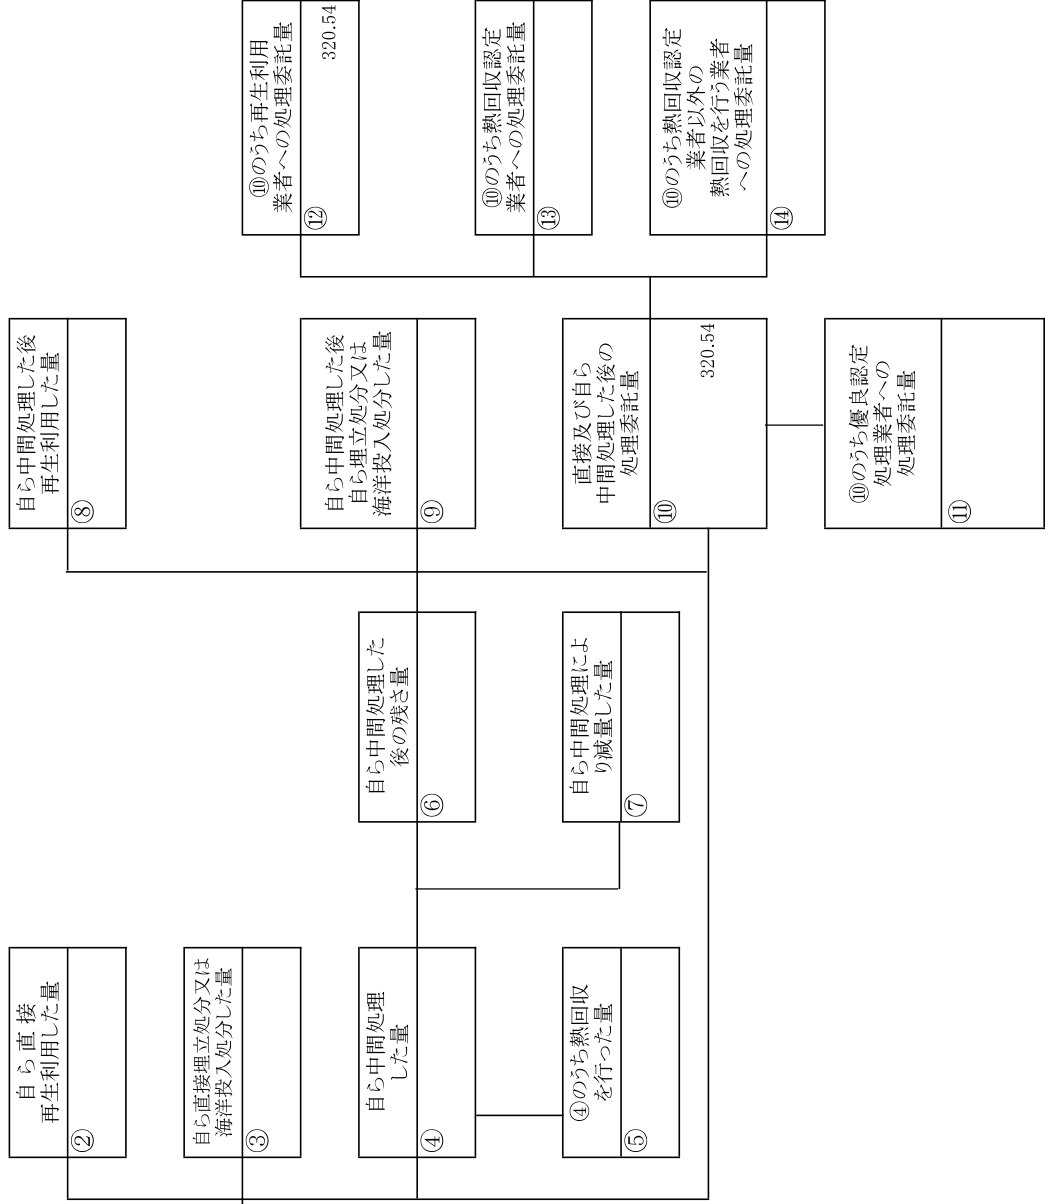 自 ら 直 接
再生利用した量
②
自ら直接埋立処分又は
海洋投入処分した量
③
自ら中間処理
した量
④
④のうち熱回収
を行った量
⑤
自ら中間処理した
後の残さ量
⑥
自ら中間処理によ
り減量した量
⑦
自ら中間処理した後
再生利用した量
⑧
自ら中間処理した後
自ら埋立処分又は
海洋投入処分した量
⑨
直接及び自ら
中間処理した後の
処理委託量
⑩
320.54
⑩のうち優良認定
処理業者への
処理委託量
⑪
⑩のうち再生利用
業者への処理委託量
⑫
320.54
⑩のうち熱回収認定
業者への処理委託量
⑬
⑩のうち熱回収認定
業者以外の
熱回収を行う業者
への処理委託量
⑭